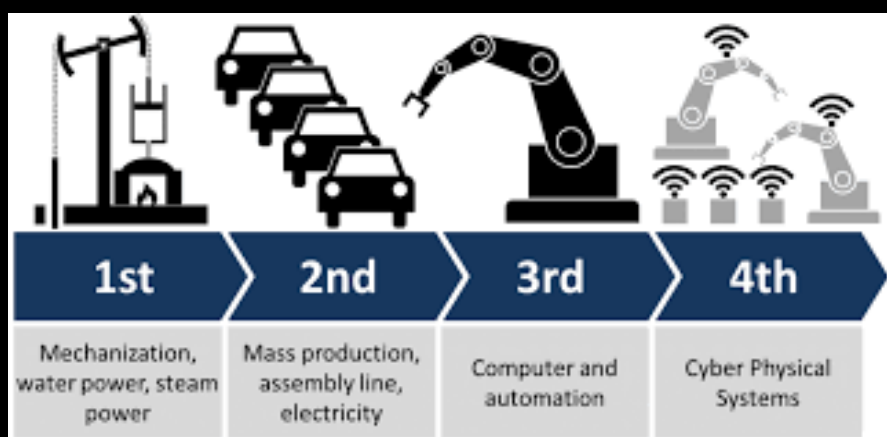 1st
2nd
3rd
4th
Mechanization,
water power, steam
power
Mass production,
assembly line,
electricity
Computer and
automation
Cyber Physical
Systems